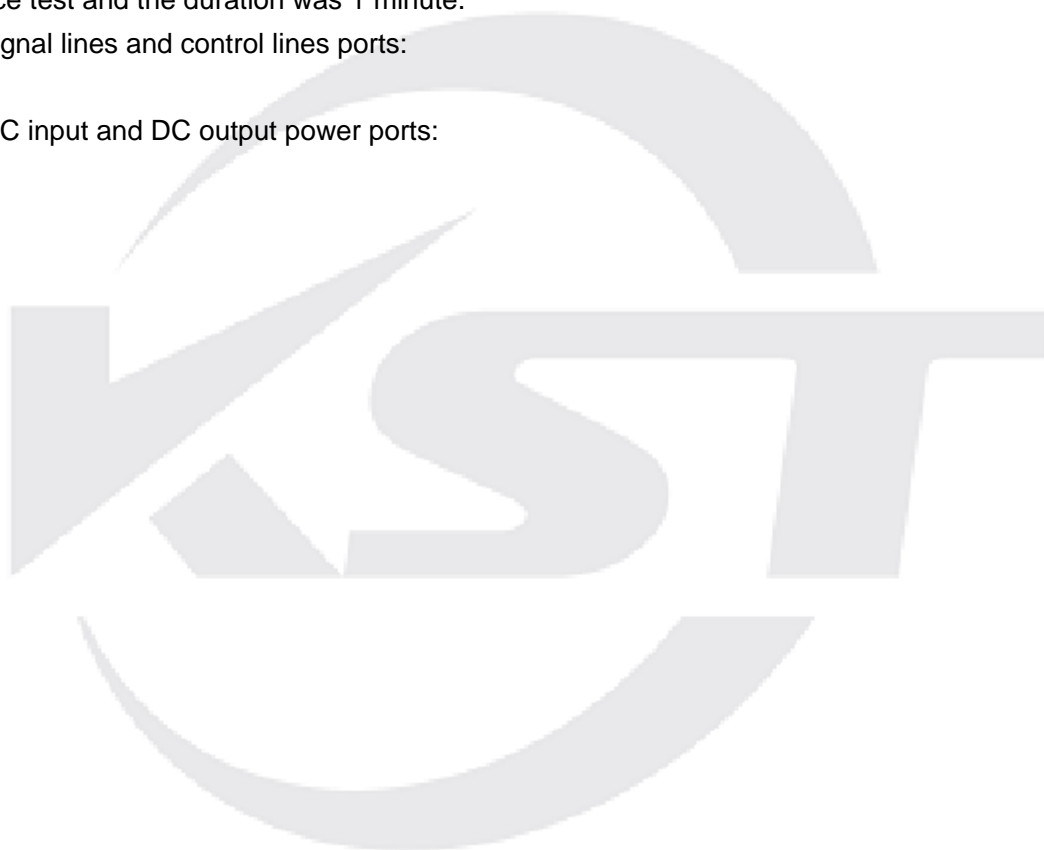 ce test and the duration was 1 minute.
gnal lines and control lines ports:
C input and DC output power ports:
KST